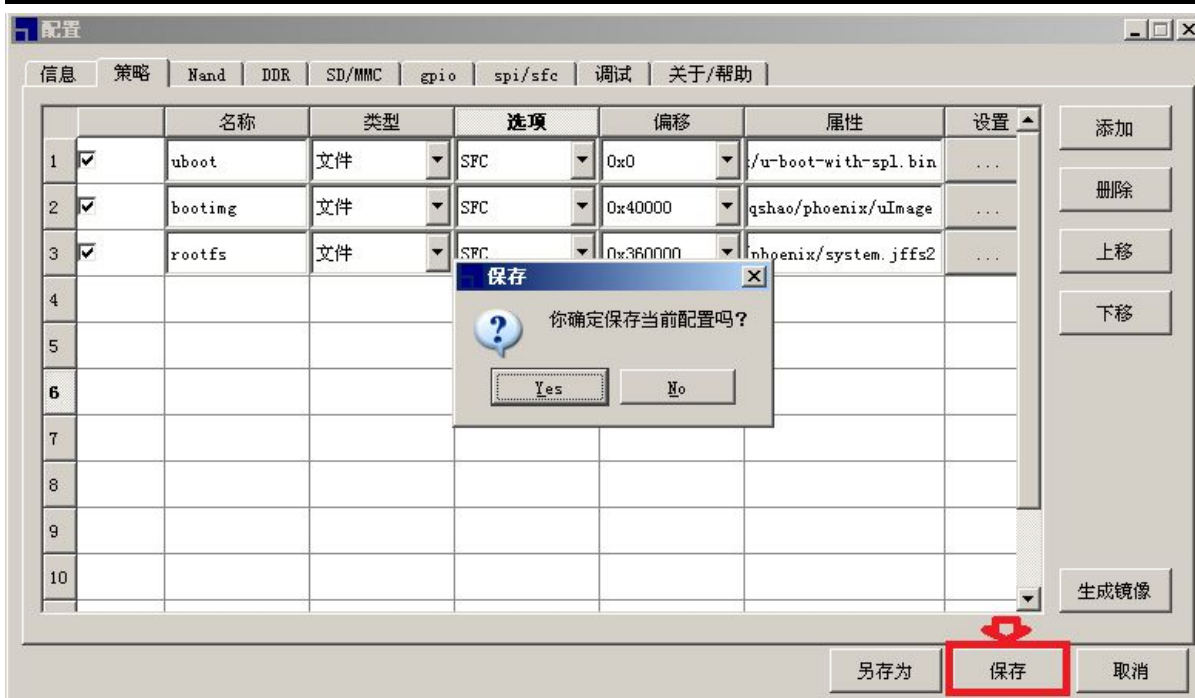 配置
信息 策略 Nand DDR SD/MMC gpio spi/sfc 调试 关于/帮助
名称 类型 选项 偏移 属性 设置
添加
1 uboot 文件 SFC 0x0 /u-boot-with-spl.bin ...
删除
2 bootimg 文件 SFC 0x40000 qshao/phoenix/uImage ...
3 rootfs 文件 SFC 0x360000 phoenix/system.jffs2 ...
上移
保存
4
你确定保存当前配置吗?
下移
5
6
Yes No
7
8
9
10
生成镜像
另存为 保存 取消